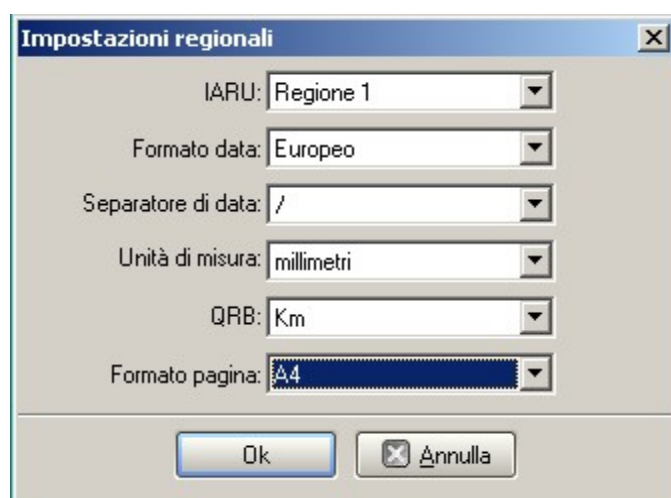 Impostazioni regionali
IARU: Regione 1
Formato data: Europeo
Separatore di data: /
Unità di misura: millimetri
QRB: Km
Formato pagina: A4
Ok Annulla